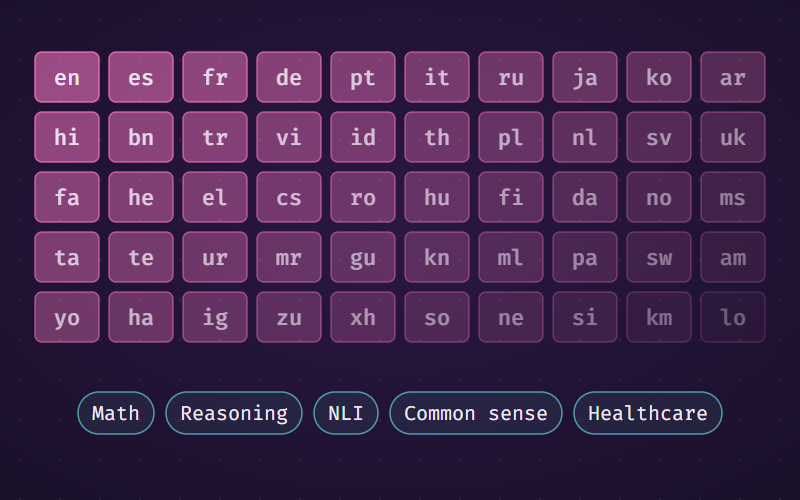 en es fr de pt it ru ja ko ar
hi bn tr vi id th pl nl sv uk
fa he el cs ro hu fi da no ms
ta te ur mr gu kn ml pa sw am
yo ha ig zu xh so ne si km lo
Math Reasoning NLI Common sense Healthcare